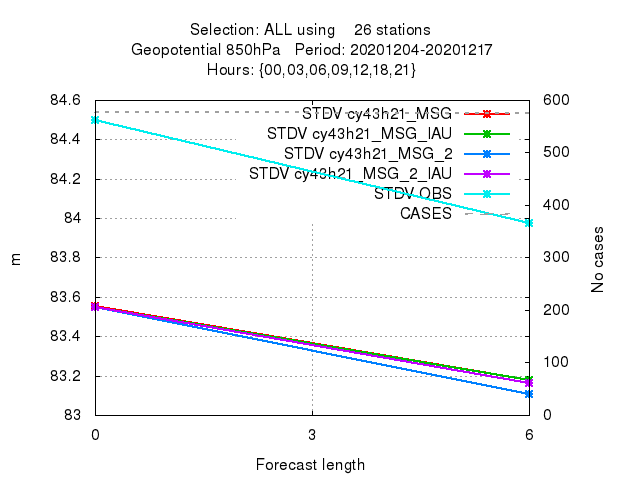 Selection: ALL using 26 stations
Geopotential 850hPa Period: 20201204-20201217
Hours: {00,03,06,09,12,18,21}
84.6
84.4
84.2
84
83.8
83.6
83.4
83.2
83
m
STDV cy43h21_MSG
STDV cy43h21_MSG_IAU
STDV cy43h21_MSG_2
STDV cy43h21_MSG_2_IAU
STDV OBS
CASES
600
500
400
300
200
100
0
No cases
0 3 6
Forecast length